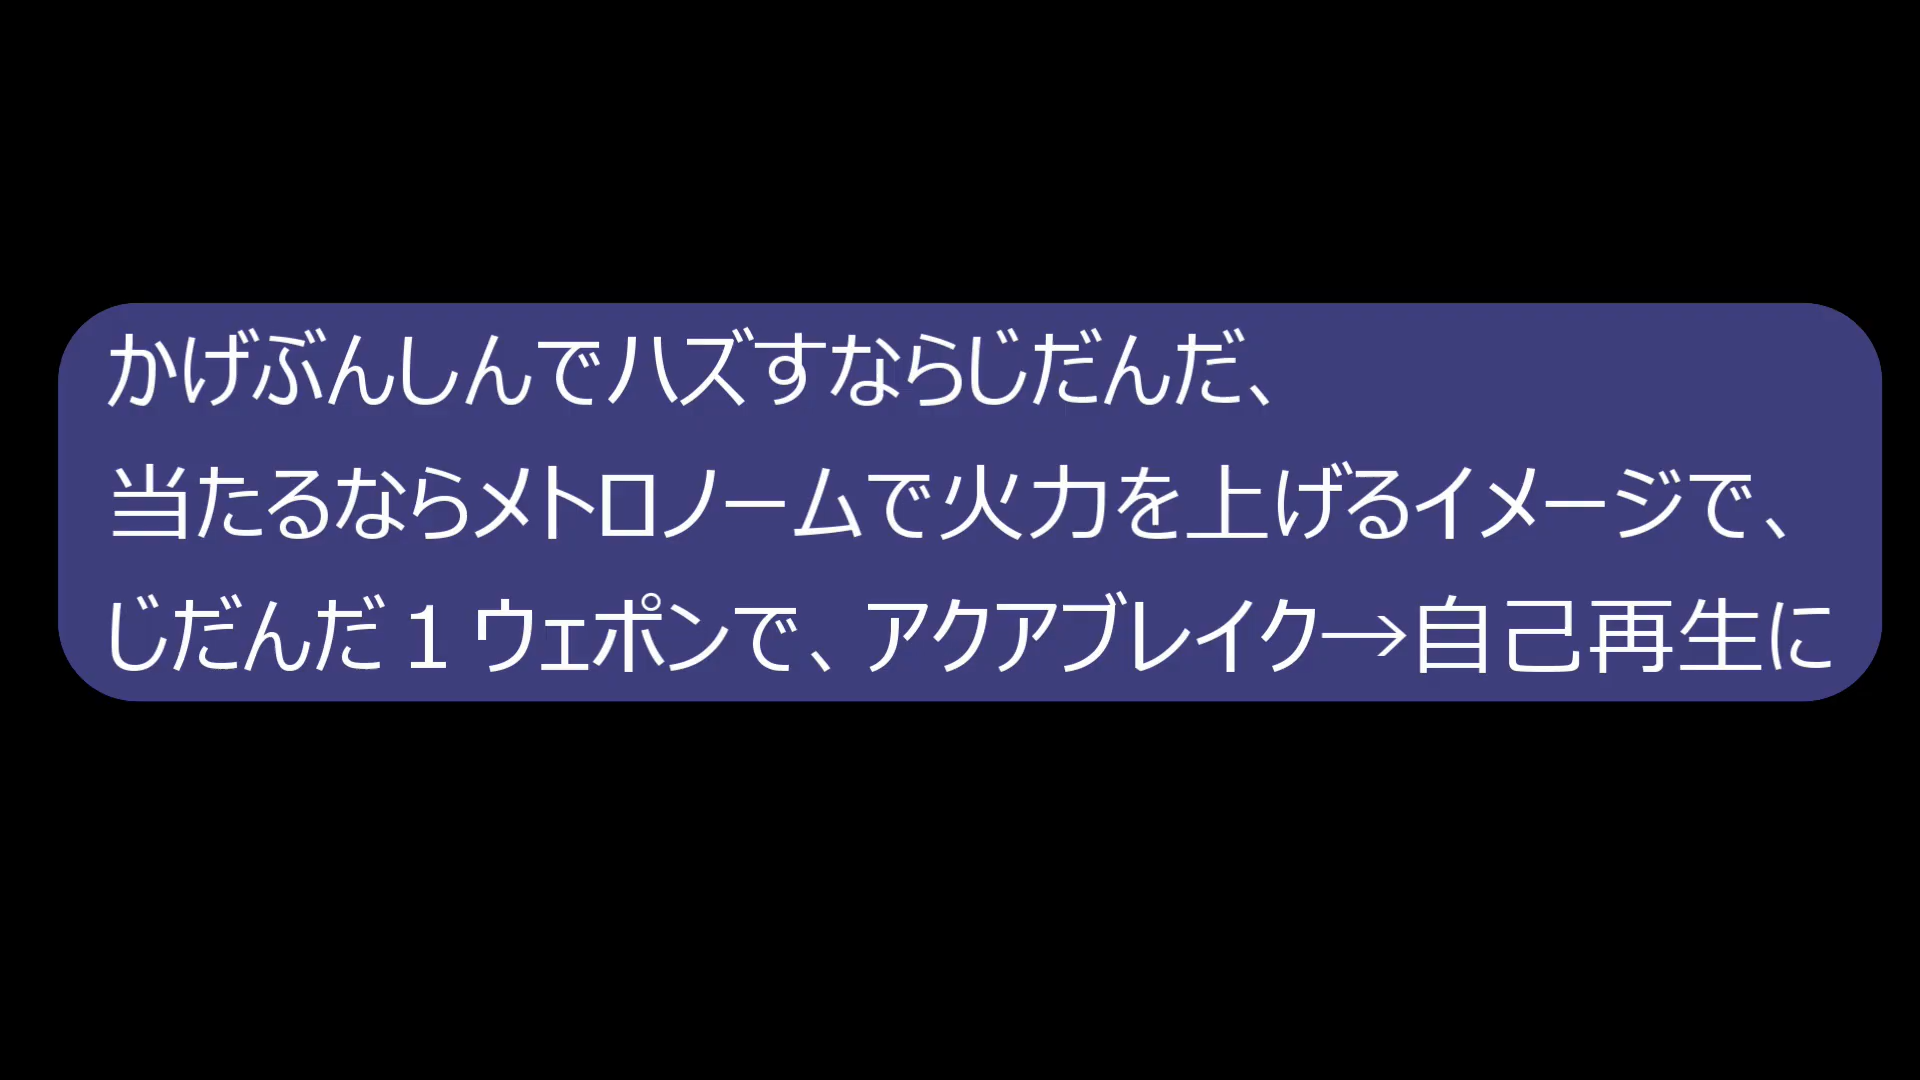 かげぶんしんでハズすならじだんだ、
当たるならメトロノームで火力を上げるイメージで、
じだんだ１ウェポンで、アクアブレイク→自己再生に